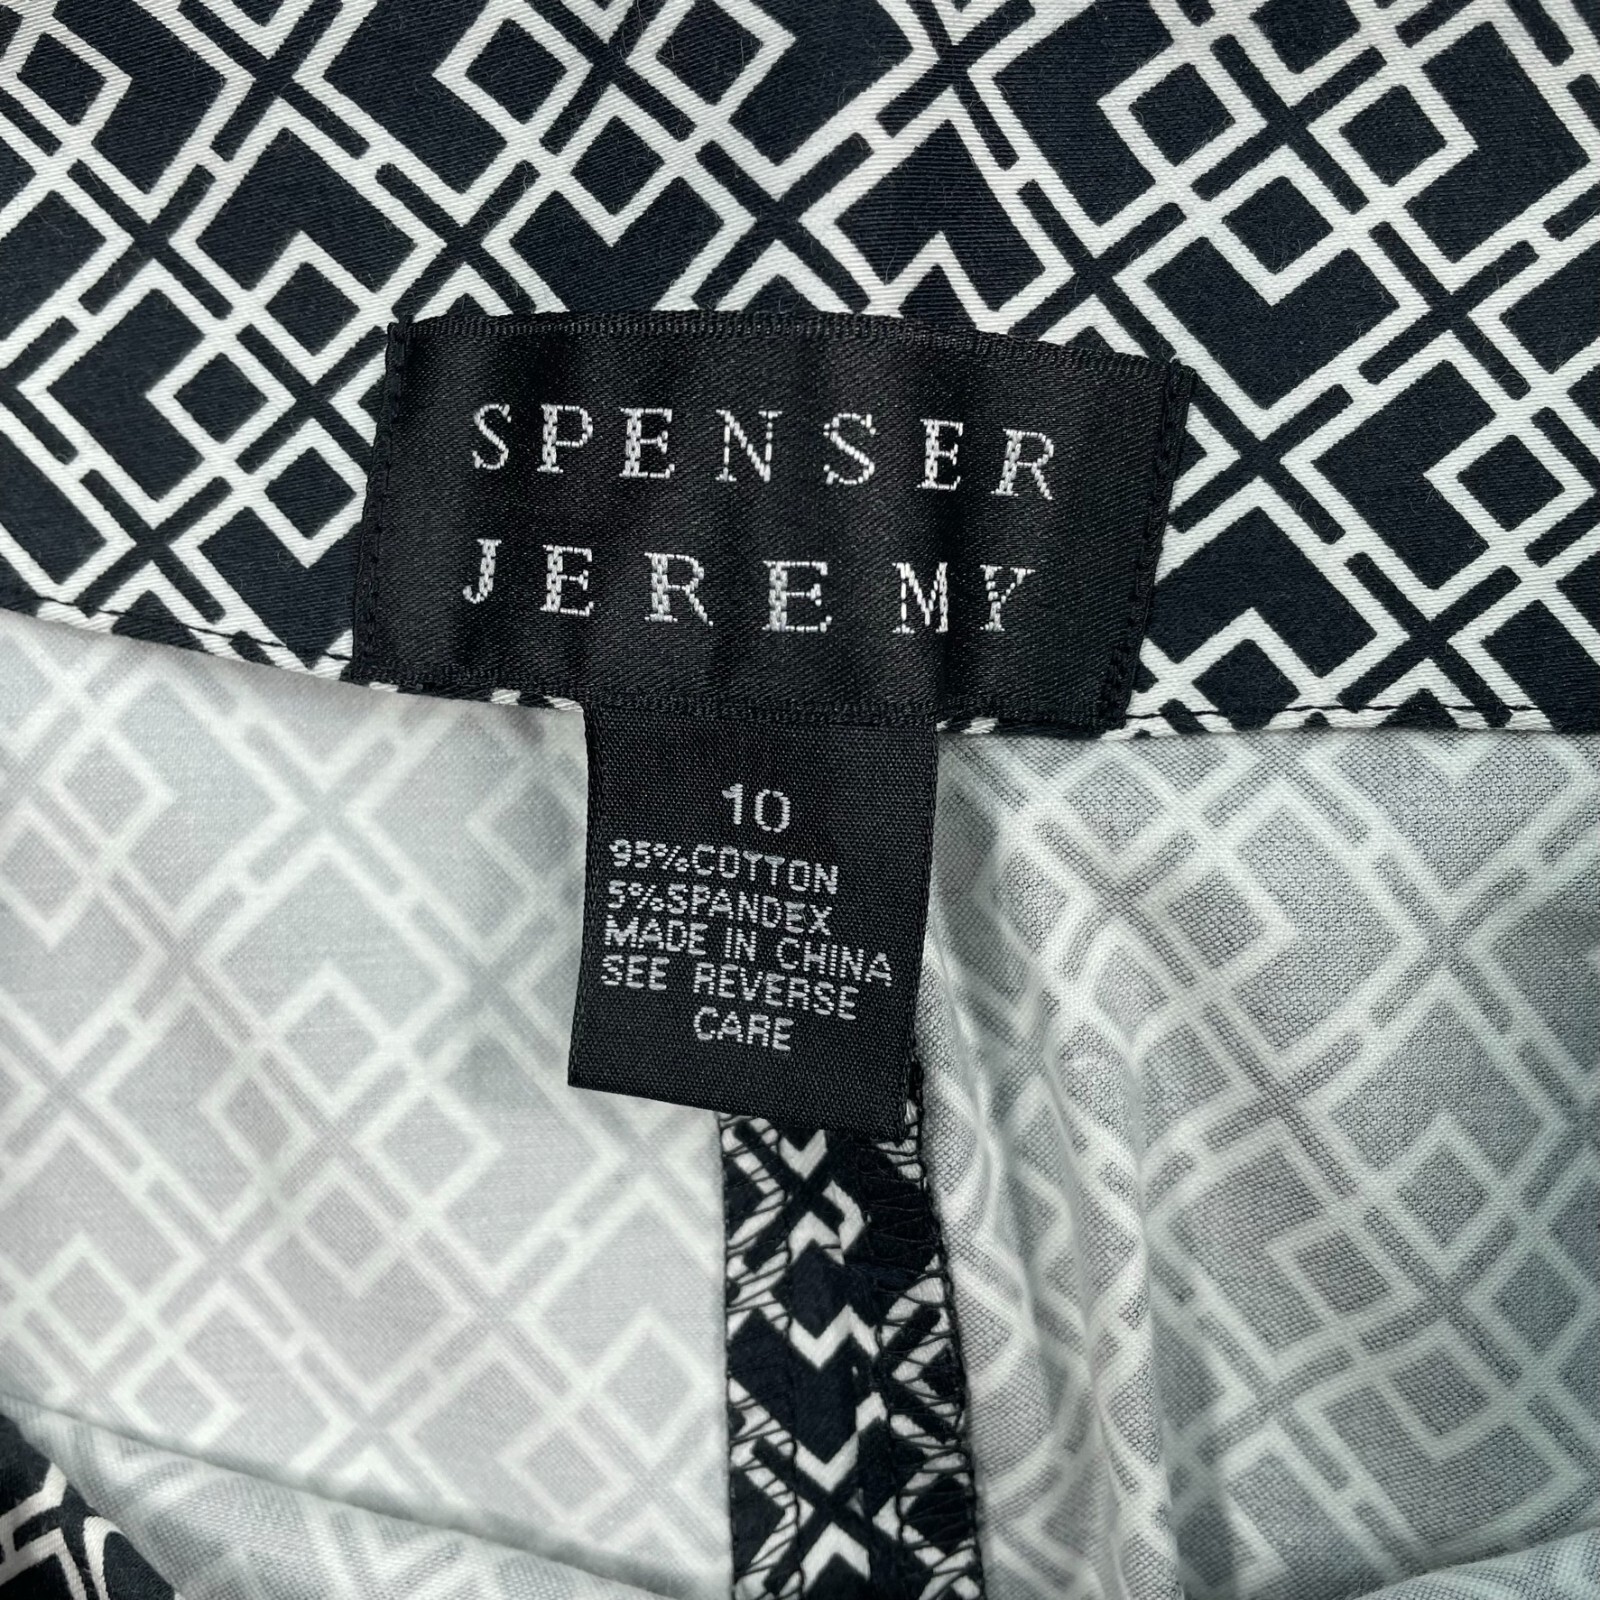 SPENSER
JEREMY
10
95%COTTON
5%SPANDEX
MADE IN CHINA
SEE REVERSE
CARE